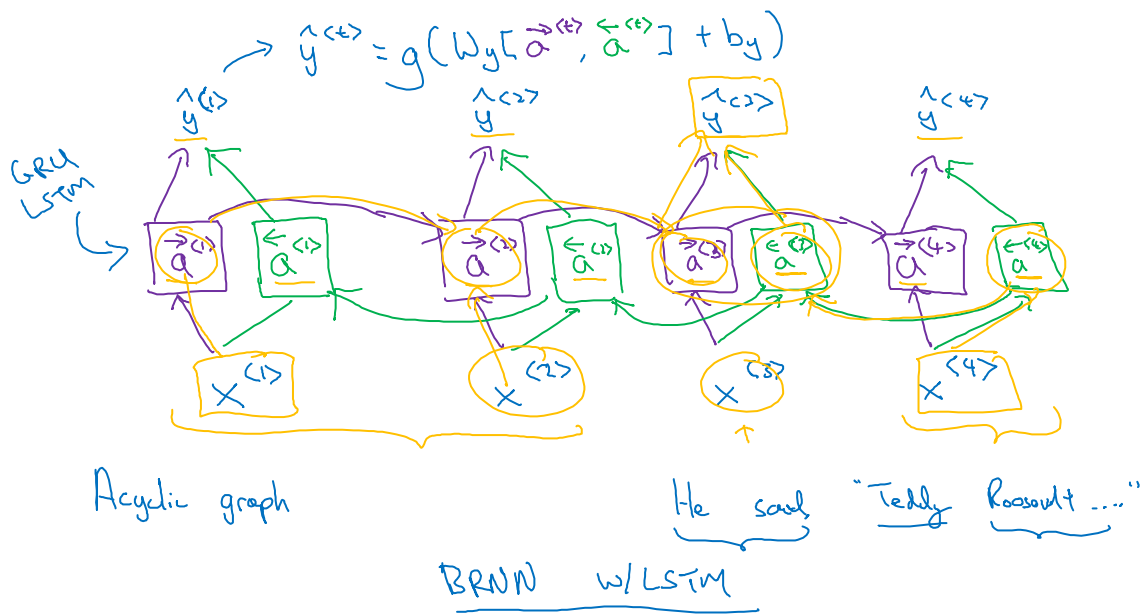 ŷ<t> = g(Wy[a→<t>, a←<t>] + by)
ŷ<1> ŷ<2> ŷ<3> ŷ<4>
GRU
LSTM
a→<1> a←<1> a→<2> a←<2> a→<3> a←<3> a→<4> a←<4>
x<1> x<2> x<3> x<4>
Acyclic graph
He said, "Teddy Roosevelt ...."
BRNN w/LSTM